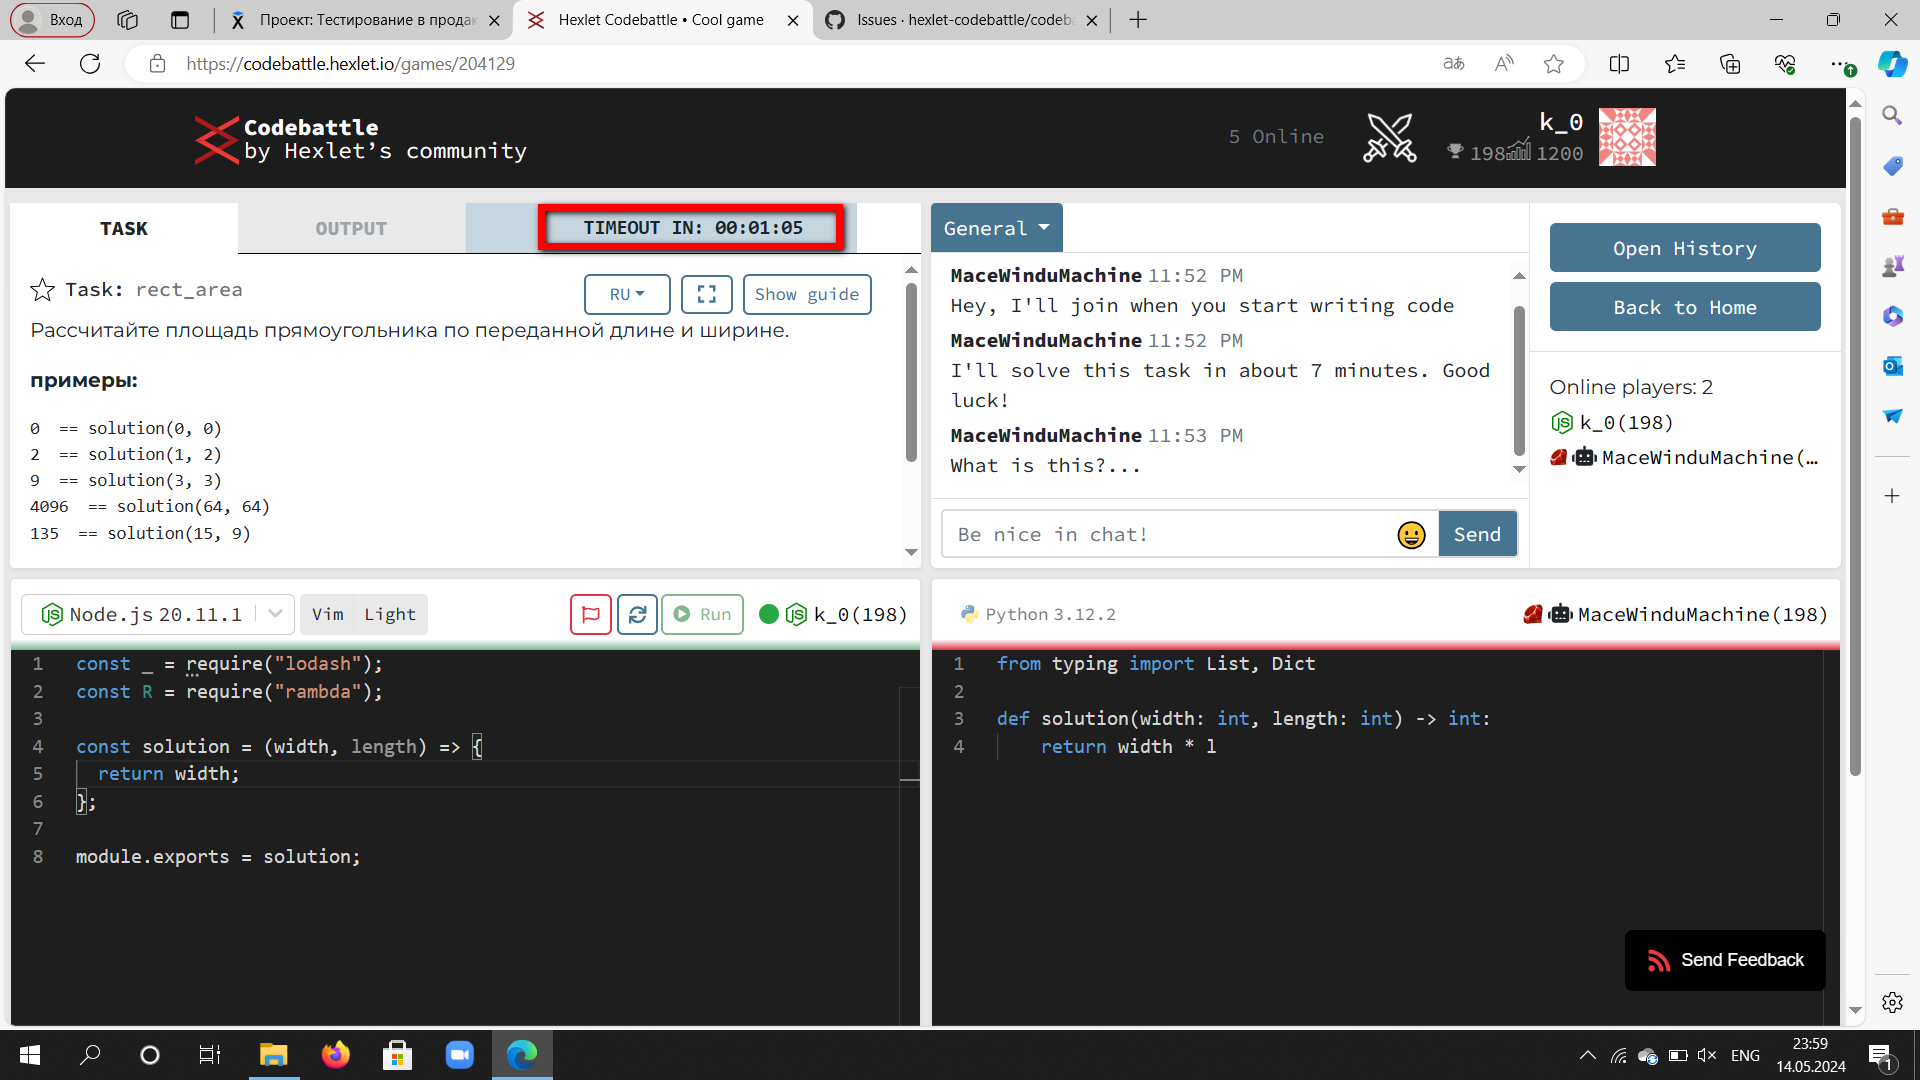 Вход
Проект: Тестирование в продак
Hexlet Codebattle • Cool game
Issues · hexlet-codebattle/codeba
https://codebattle.hexlet.io/games/204129
Codebattle
by Hexlet’s community
5 Online
k_0
198
1200
TASK
OUTPUT
TIMEOUT IN: 00:01:05
Task: rect_area
RU
Show guide
Рассчитайте площадь прямоугольника по переданной длине и ширине.
примеры:
0 == solution(0, 0)
2 == solution(1, 2)
9 == solution(3, 3)
4096 == solution(64, 64)
135 == solution(15, 9)
General
MaceWinduMachine 11:52 PM
Hey, I'll join when you start writing code
MaceWinduMachine 11:52 PM
I'll solve this task in about 7 minutes. Good
luck!
MaceWinduMachine 11:53 PM
What is this?...
Be nice in chat!
Send
Open History
Back to Home
Online players: 2
k_0(198)
MaceWinduMachine(…
Node.js 20.11.1
Vim
Light
Run
k_0(198)
1 const _ = require("lodash");
2 const R = require("rambda");
3
4 const solution = (width, length) => {
5 return width;
6 };
7
8 module.exports = solution;
Python 3.12.2
MaceWinduMachine(198)
1 from typing import List, Dict
2
3 def solution(width: int, length: int) -> int:
4 return width * l
Send Feedback
ENG
23:59
14.05.2024
1